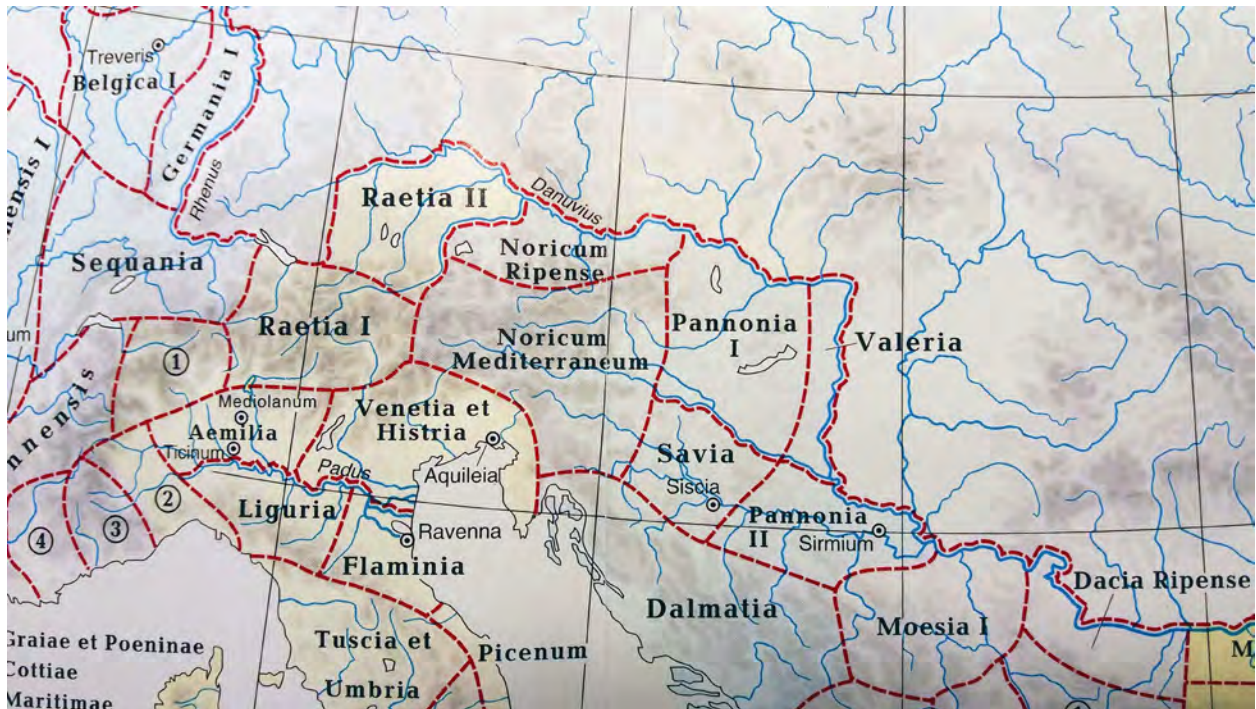 Treveris
Belgica I
Germania I
Rhenus
Raetia II
Danuvius
Sequania
Noricum
Ripense
Raetia I
Pannonia
I
Valeria
Noricum
Mediterraneum
①
Mediolanum
Aemilia
Ticinum
Venetia et
Histria
Aquileia
Padus
Savia
Siscia
②
③
④
Liguria
Ravenna
Flaminia
Pannonia
II
Sirmium
Dacia Ripense
Dalmatia
Moesia I
Tuscia et
Umbria
Picenum
Graiae et Poeninae
Cottiae
Maritimae